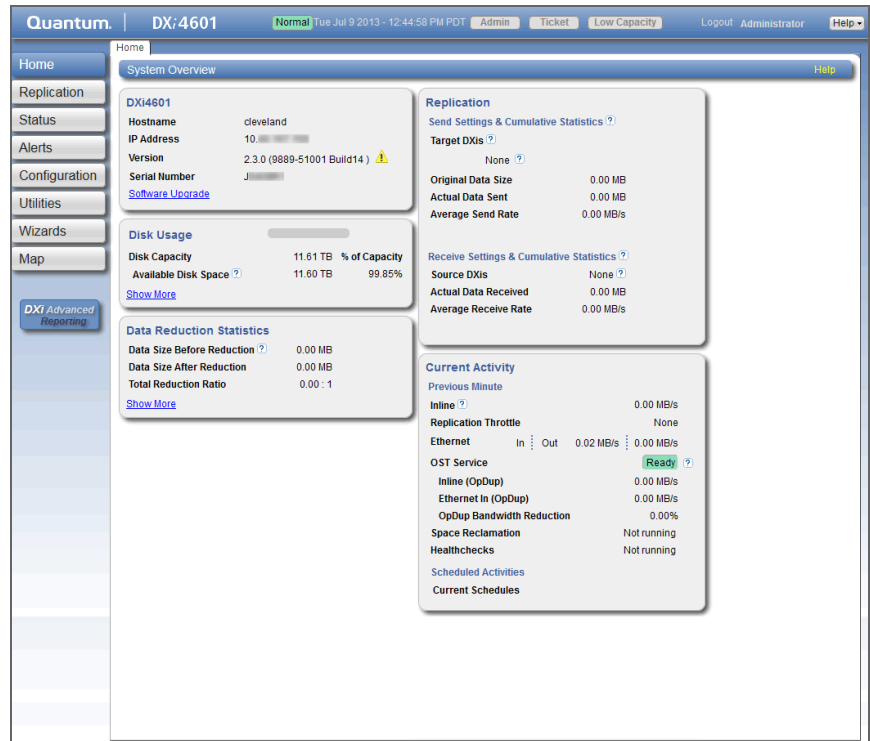 Quantum. DXi4601 Normal Tue Jul 9 2013 - 12:44:58 PM PDT Admin Ticket Low Capacity Logout Administrator Help
Home
Home
Replication
Status
Alerts
Configuration
Utilities
Wizards
Map
DXi Advanced
Reporting
System Overview Help
DXi4601
Hostname cleveland
IP Address 10.
Version 2.3.0 (9889-51001 Build14 )
Serial Number J
Software Upgrade
Disk Usage
Disk Capacity 11.61 TB % of Capacity
Available Disk Space ? 11.60 TB 99.85%
Show More
Data Reduction Statistics
Data Size Before Reduction ? 0.00 MB
Data Size After Reduction 0.00 MB
Total Reduction Ratio 0.00 : 1
Show More
Replication
Send Settings & Cumulative Statistics ?
Target DXis ?
None ?
Original Data Size 0.00 MB
Actual Data Sent 0.00 MB
Average Send Rate 0.00 MB/s
Receive Settings & Cumulative Statistics ?
Source DXis None ?
Actual Data Received 0.00 MB
Average Receive Rate 0.00 MB/s
Current Activity
Previous Minute
Inline ? 0.00 MB/s
Replication Throttle None
Ethernet In Out 0.02 MB/s 0.00 MB/s
OST Service Ready ?
Inline (OpDup) 0.00 MB/s
Ethernet In (OpDup) 0.00 MB/s
OpDup Bandwidth Reduction 0.00%
Space Reclamation Not running
Healthchecks Not running
Scheduled Activities
Current Schedules